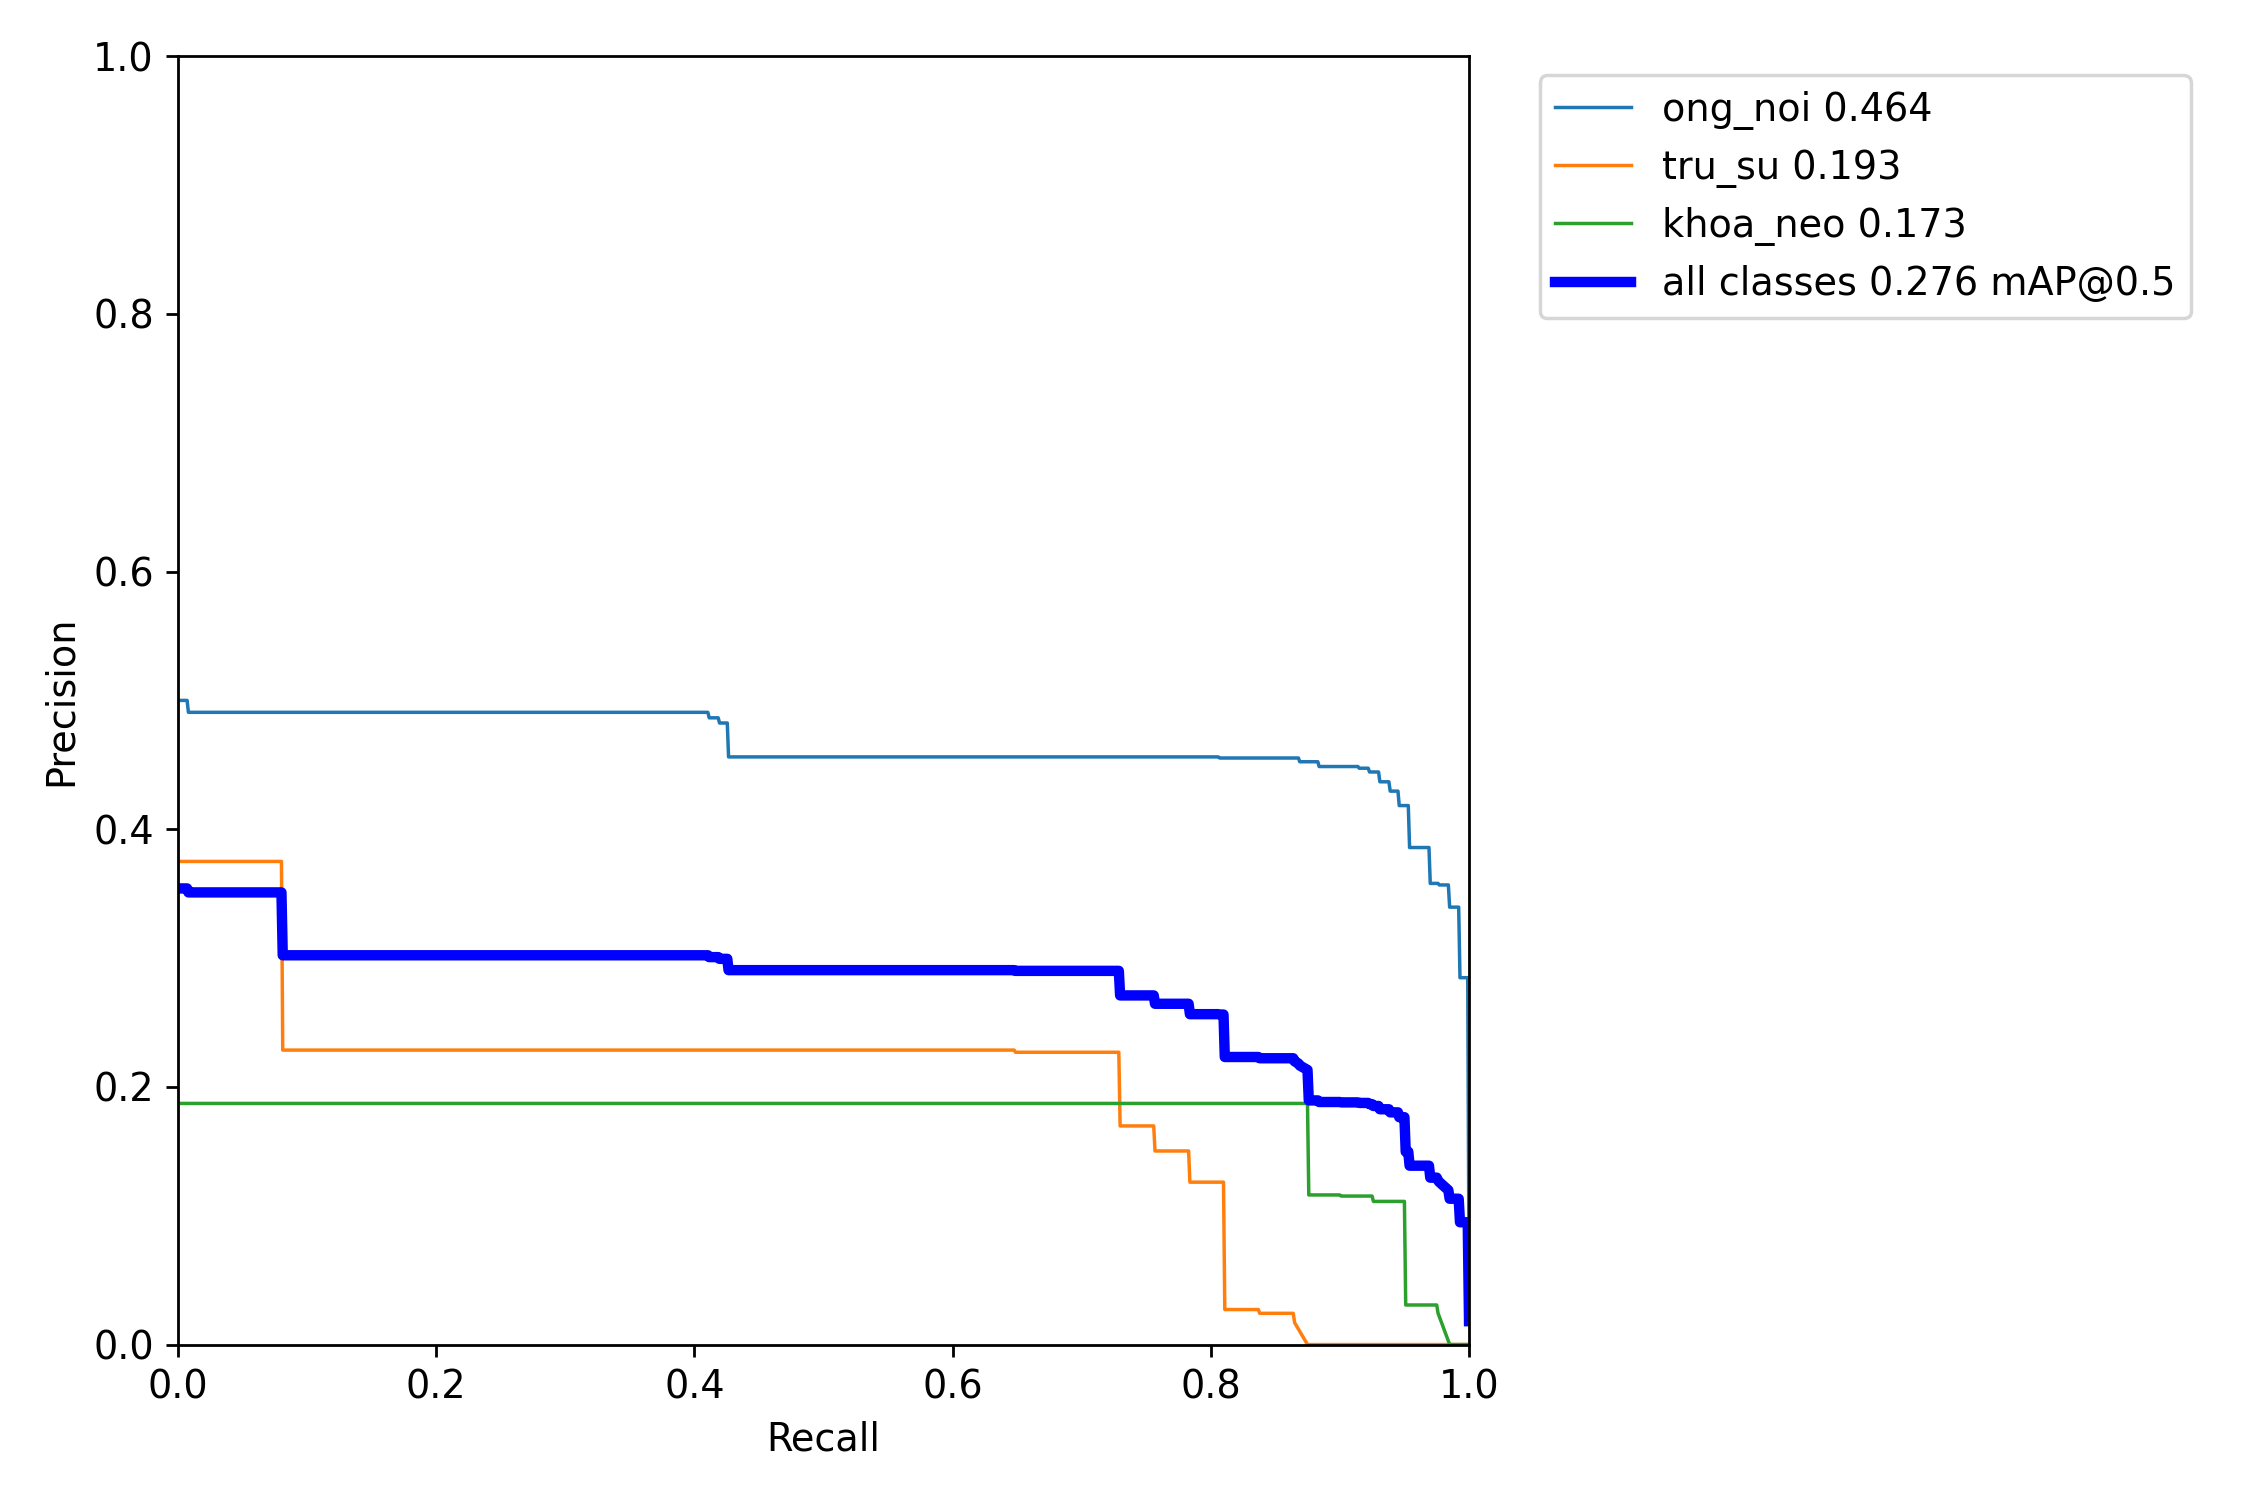 1.0
0.8
0.6
0.4
0.2
0.0
Precision
0.0 0.2 0.4 0.6 0.8 1.0
Recall
ong_noi 0.464
tru_su 0.193
khoa_neo 0.173
all classes 0.276 mAP@0.5